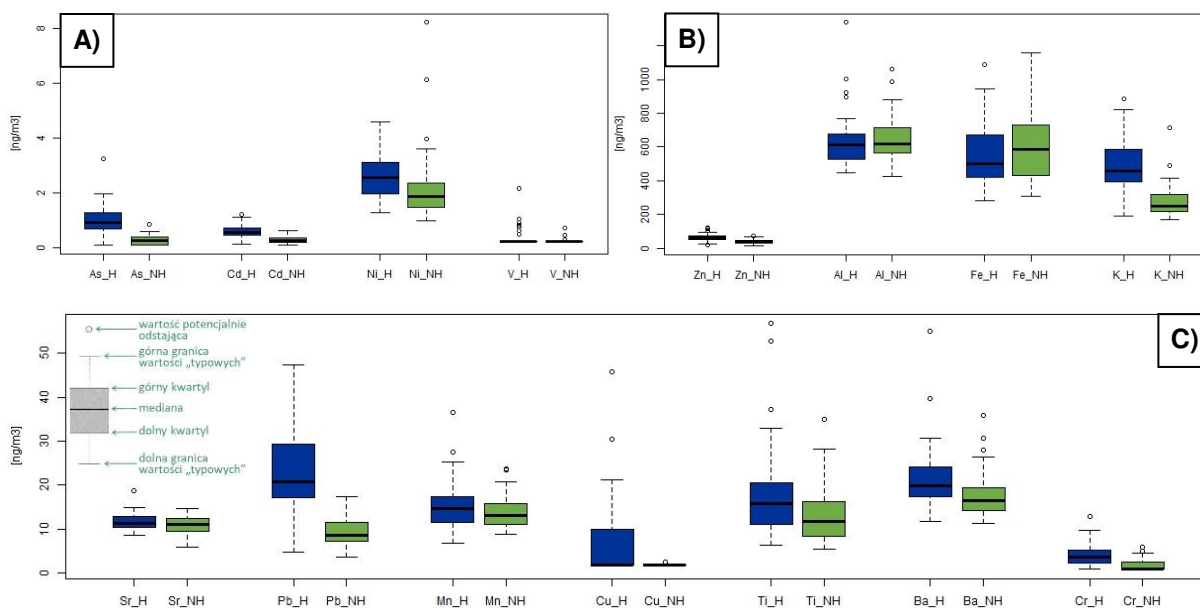 A)
[ng/m3]
8
6
4
2
0
As_H As_NH Cd_H Cd_NH Ni_H Ni_NH V_H V_NH
B)
[ng/m3]
1000
800
600
400
200
0
Zn_H Zn_NH Al_H Al_NH Fe_H Fe_NH K_H K_NH
C)
[ng/m3]
50
40
30
20
10
0
wartość potencjalnie
odstająca
górna granica
wartości „typowych”
górny kwartyl
mediana
dolny kwartyl
dolna granica
wartości „typowych”
Sr_H Sr_NH Pb_H Pb_NH Mn_H Mn_NH Cu_H Cu_NH Ti_H Ti_NH Ba_H Ba_NH Cr_H Cr_NH